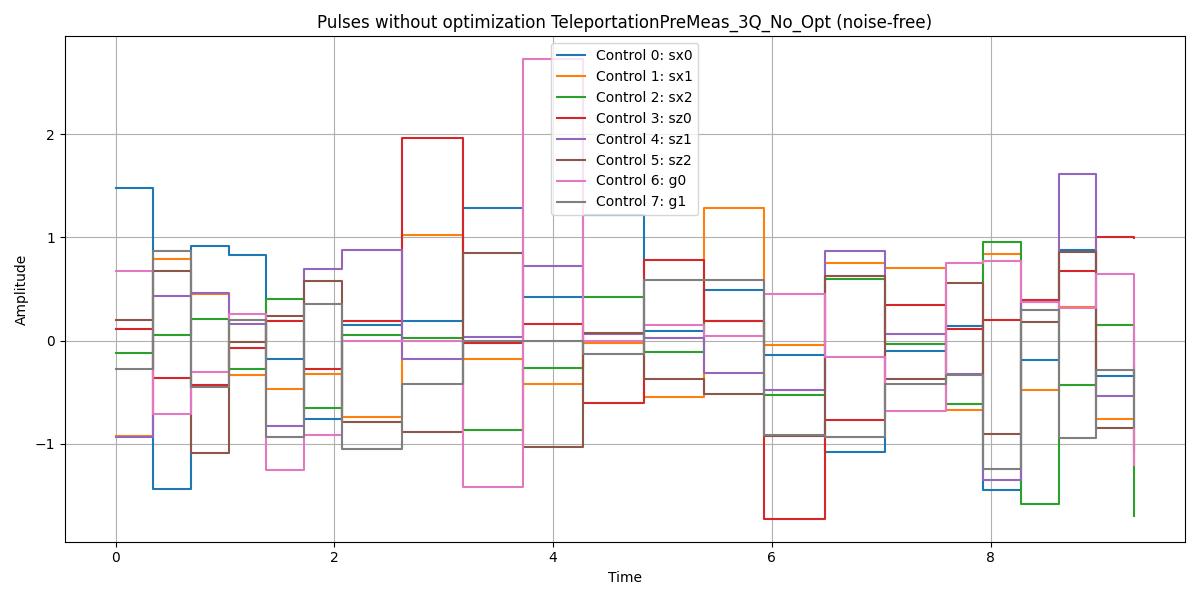 Pulses without optimization TeleportationPreMeas_3Q_No_Opt (noise-free)
Control 0: sx0
Control 1: sx1
Control 2: sx2
Control 3: sz0
Control 4: sz1
Control 5: sz2
Control 6: g0
Control 7: g1
Amplitude
2
1
0
−1
0 2 4 6 8
Time